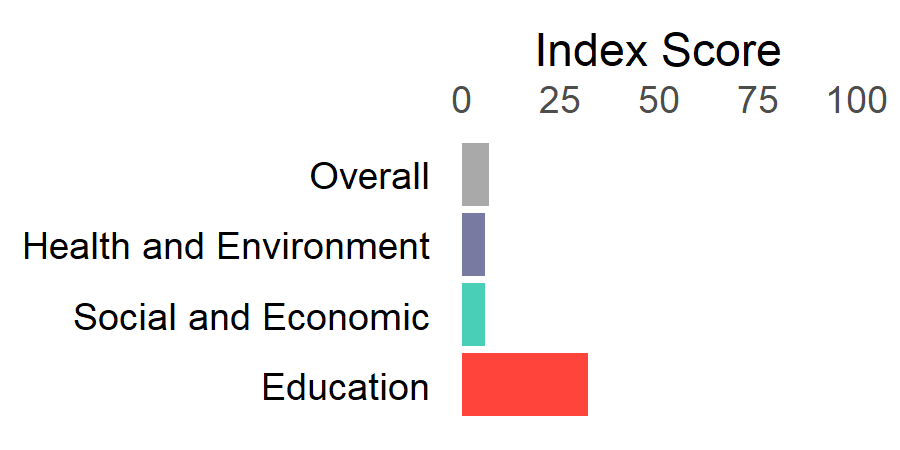 Index Score
0 25 50 75 100
Overall
Health and Environment
Social and Economic
Education